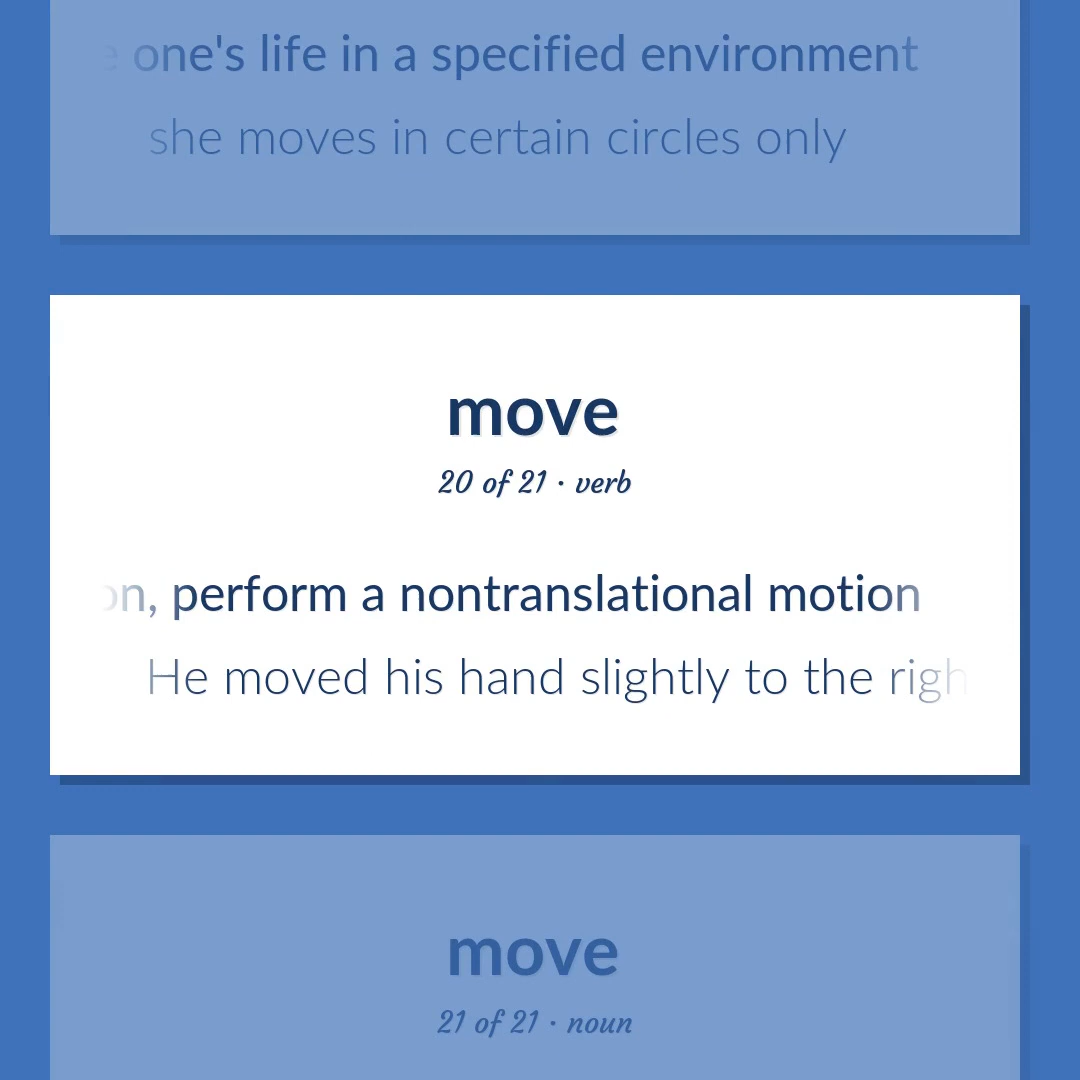 one's life in a specified environment
she moves in certain circles only
move
20 of 21 · verb
perform a nontranslational motion
He moved his hand slightly to the
move
21 of 21 · noun